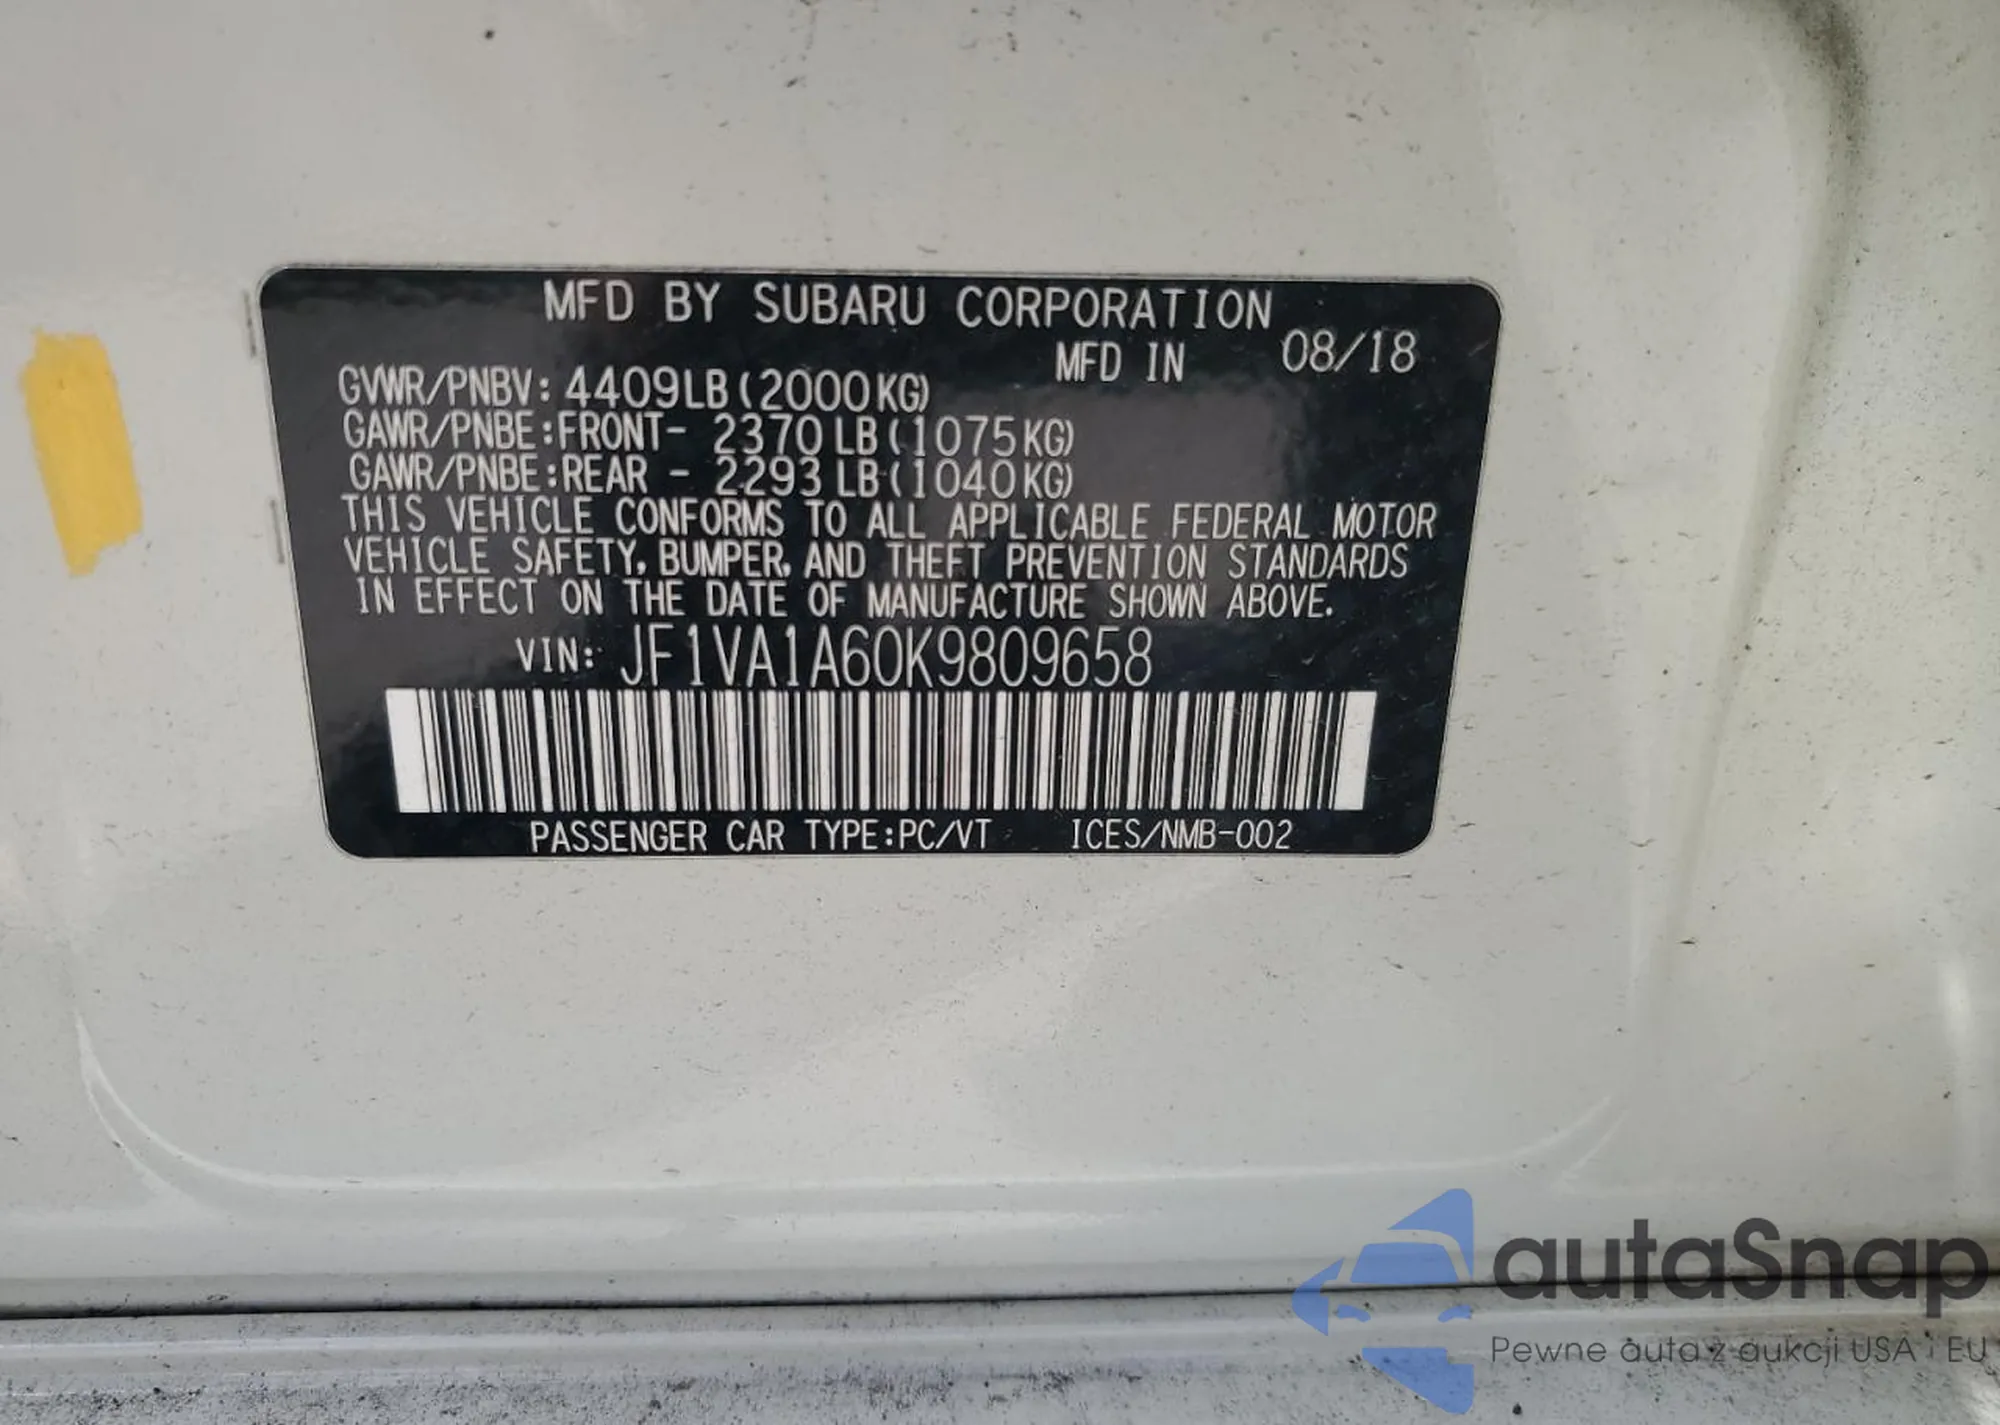 MFD BY SUBARU CORPORATION
MFD IN 08/18
GVWR/PNBV: 4409LB (2000KG)
GAWR/PNBE:FRONT- 2370 LB (1075KG)
GAWR/PNBE:REAR - 2293 LB (1040KG)
THIS VEHICLE CONFORMS TO ALL APPLICABLE FEDERAL MOTOR
VEHICLE SAFETY, BUMPER, AND THEFT PREVENTION STANDARDS
IN EFFECT ON THE DATE OF MANUFACTURE SHOWN ABOVE.
VIN: JF1VA1A60K9809658
PASSENGER CAR TYPE:PC/VT ICES/NMB-002
autaSnap
Pewne auta z aukcji USA i EU